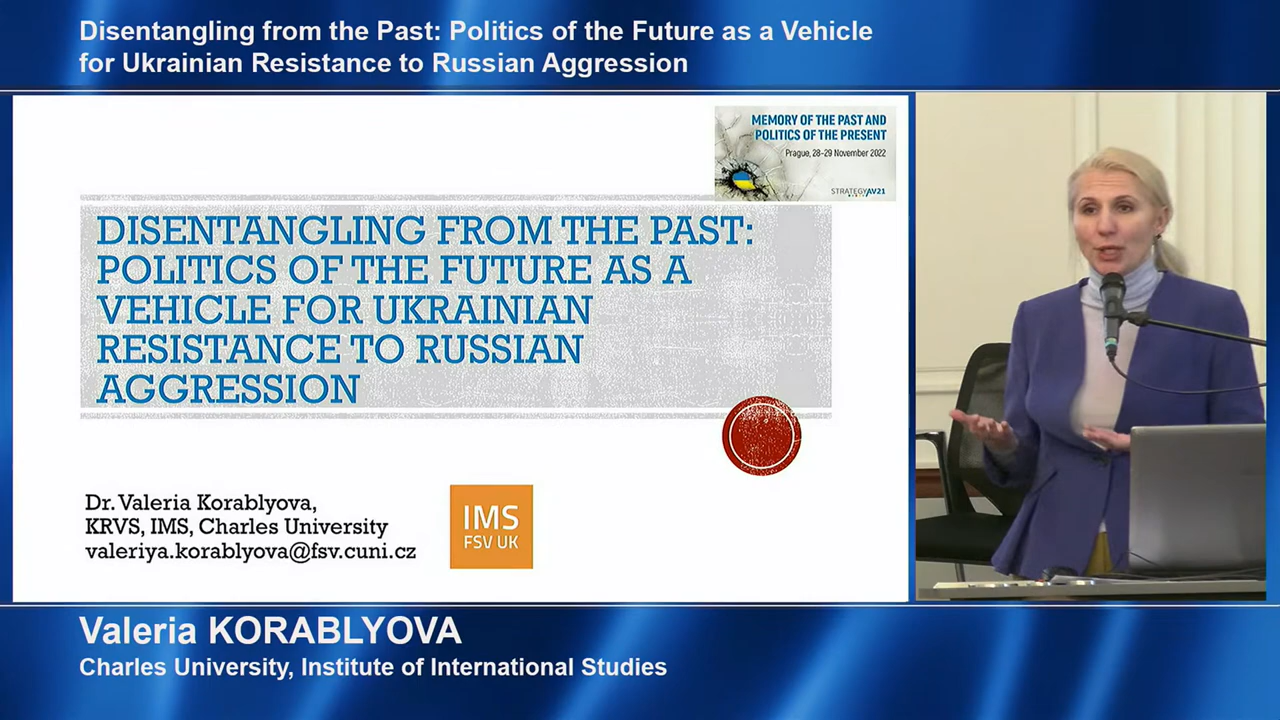 Disentangling from the Past: Politics of the Future as a Vehicle
for Ukrainian Resistance to Russian Aggression
MEMORY OF THE PAST AND
POLITICS OF THE PRESENT
Prague, 28–29 November 2022
STRATEGYAV21
DISENTANGLING FROM THE PAST:
POLITICS OF THE FUTURE AS A
VEHICLE FOR UKRAINIAN
RESISTANCE TO RUSSIAN
AGGRESSION
Dr. Valeria Korablyova,
KRVS, IMS, Charles University
valeriya.korablyova@fsv.cuni.cz
IMS
FSV UK
Valeria KORABLYOVA
Charles University, Institute of International Studies